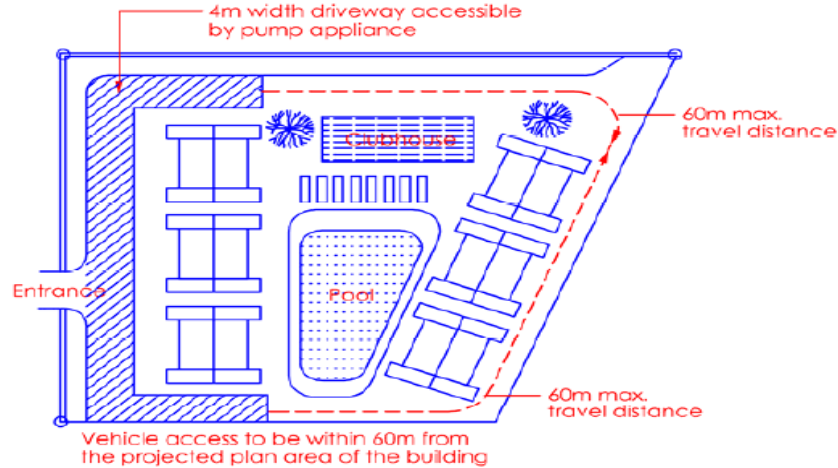 4m width driveway accessible
by pump appliance
60m max.
travel distance
Clubhouse
Entrance
Pool
60m max.
travel distance
Vehicle access to be within 60m from
the projected plan area of the building